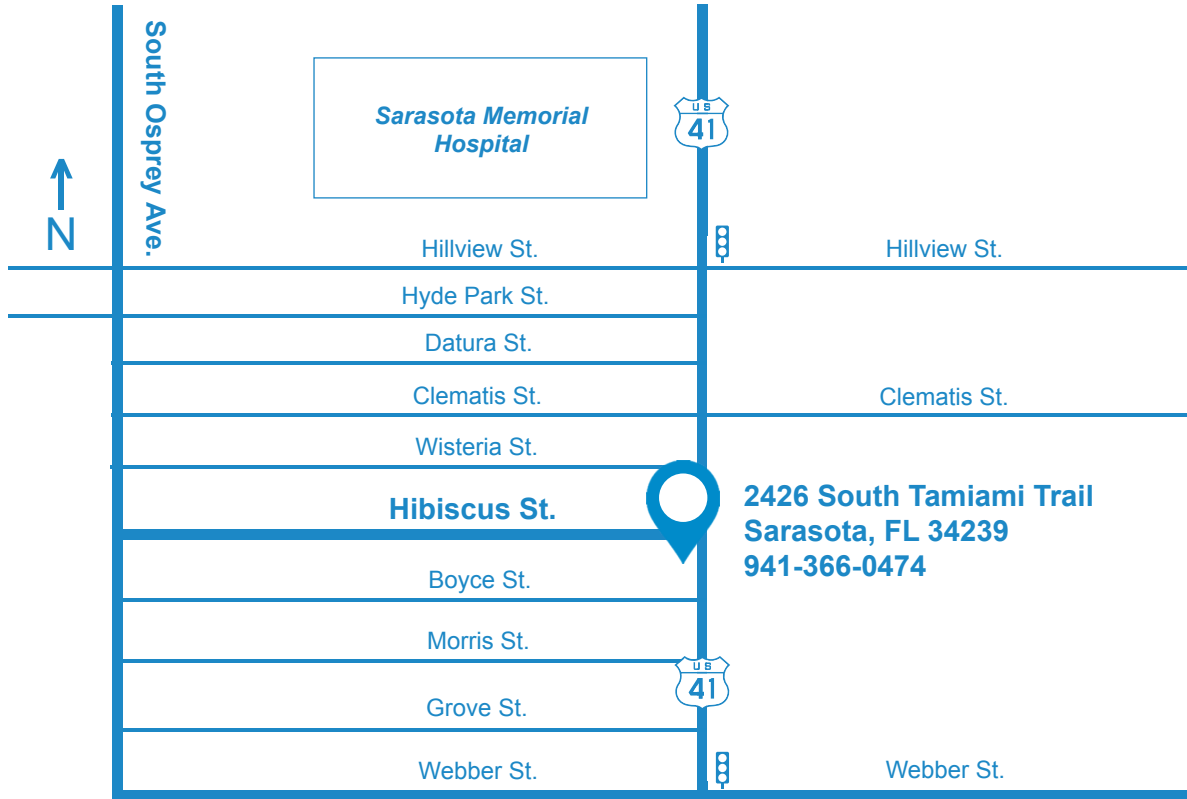 South Osprey Ave.
Sarasota Memorial
Hospital
US
41
N
Hillview St.
Hillview St.
Hyde Park St.
Datura St.
Clematis St.
Clematis St.
Wisteria St.
Hibiscus St.
2426 South Tamiami Trail
Sarasota, FL 34239
941-366-0474
Boyce St.
Morris St.
US
41
Grove St.
Webber St.
Webber St.